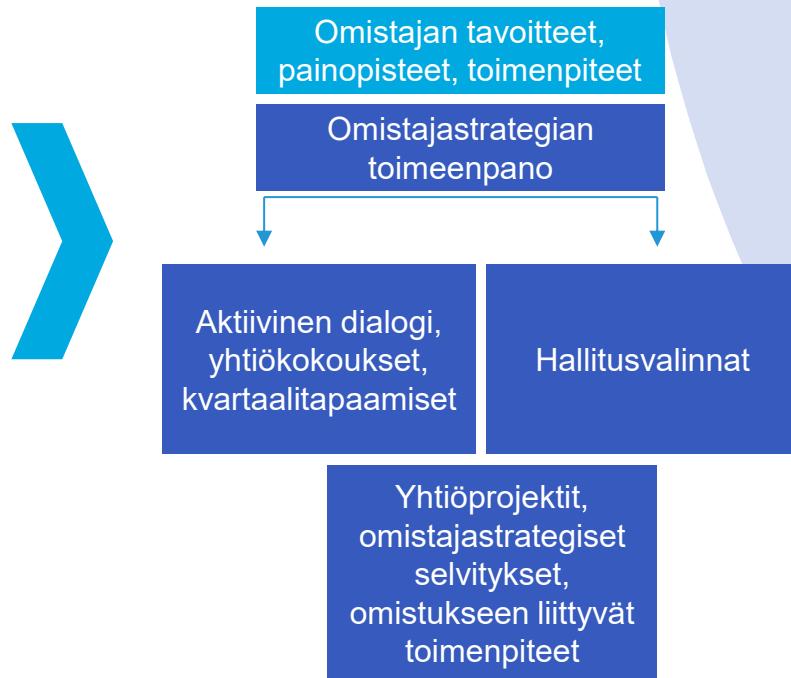 Omistajan tavoitteet,
painopisteet, toimenpiteet
Omistajastrategian
toimeenpano
Aktiivinen dialogi,
yhtiökokoukset,
kvartaalitapaamiset
Hallitusvalinnat
Yhtiöprojektit,
omistajastrategiset
selvitykset,
omistukseen liittyvät
toimenpiteet